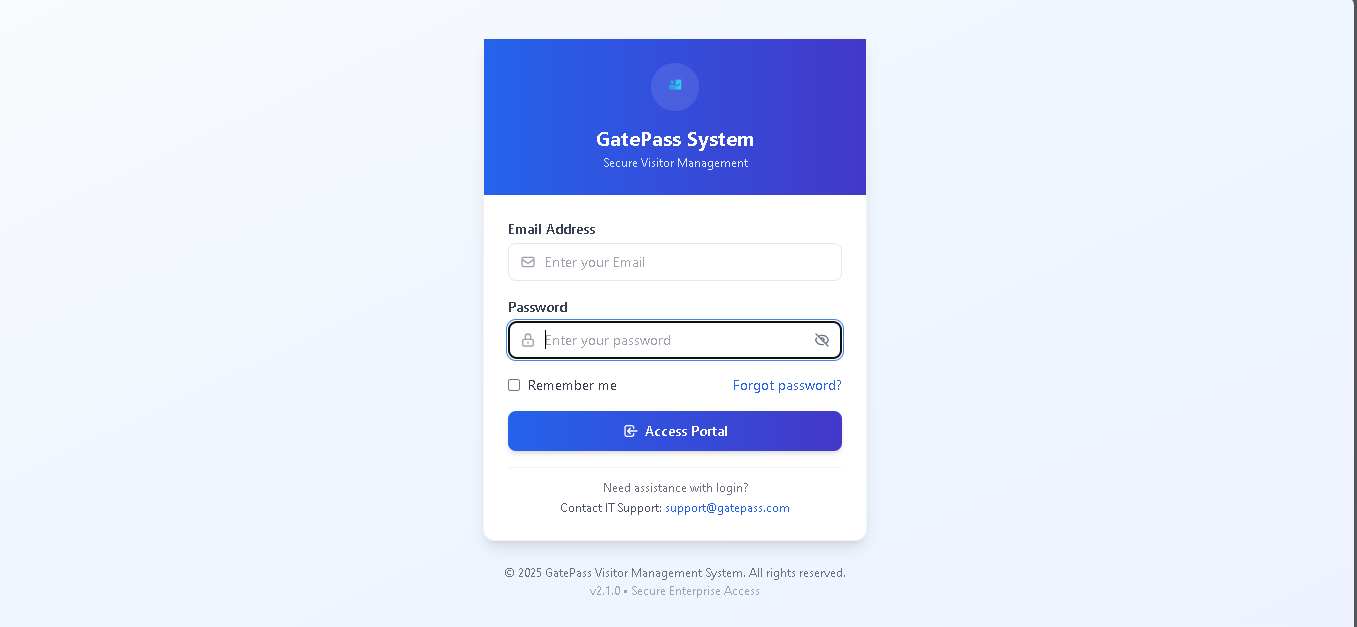 GatePass System
Secure Visitor Management
Email Address
Enter your Email
Password
Enter your password
Remember me
Forgot password?
Access Portal
Need assistance with login?
Contact IT Support: support@gatepass.com
© 2025 GatePass Visitor Management System. All rights reserved.
v2.1.0 • Secure Enterprise Access